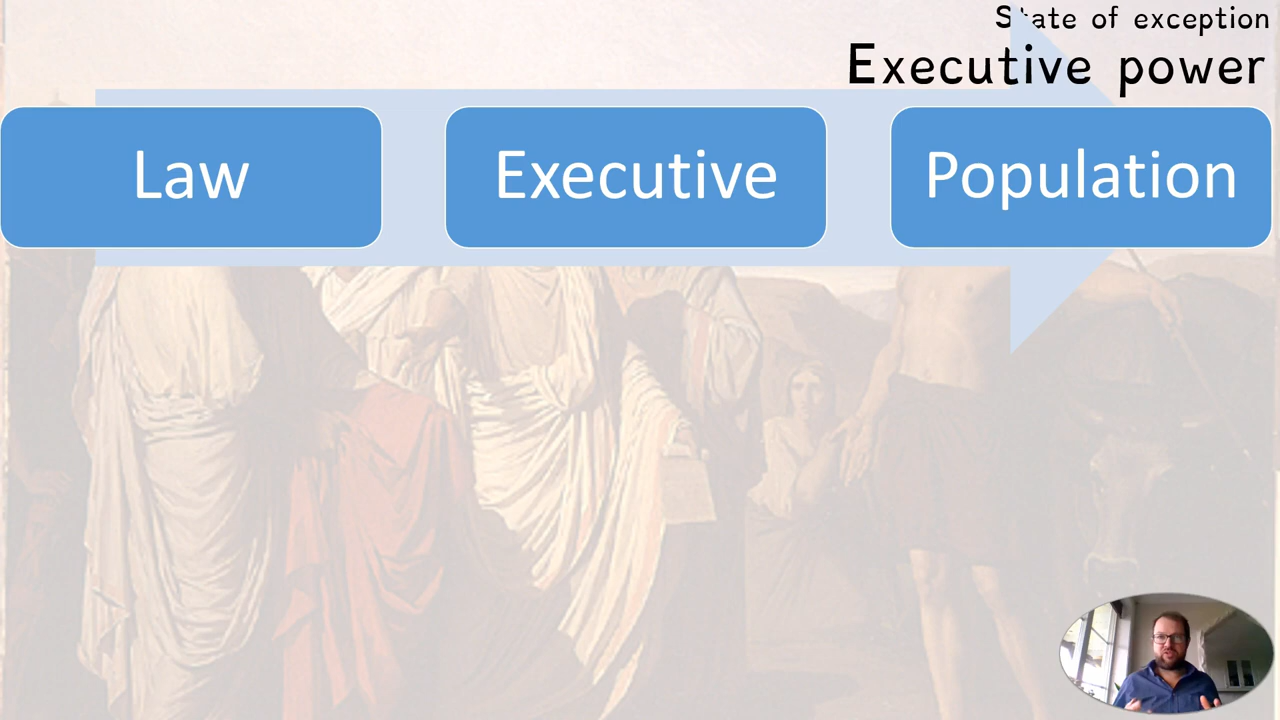 State of exception
Executive power
Law
Executive
Population